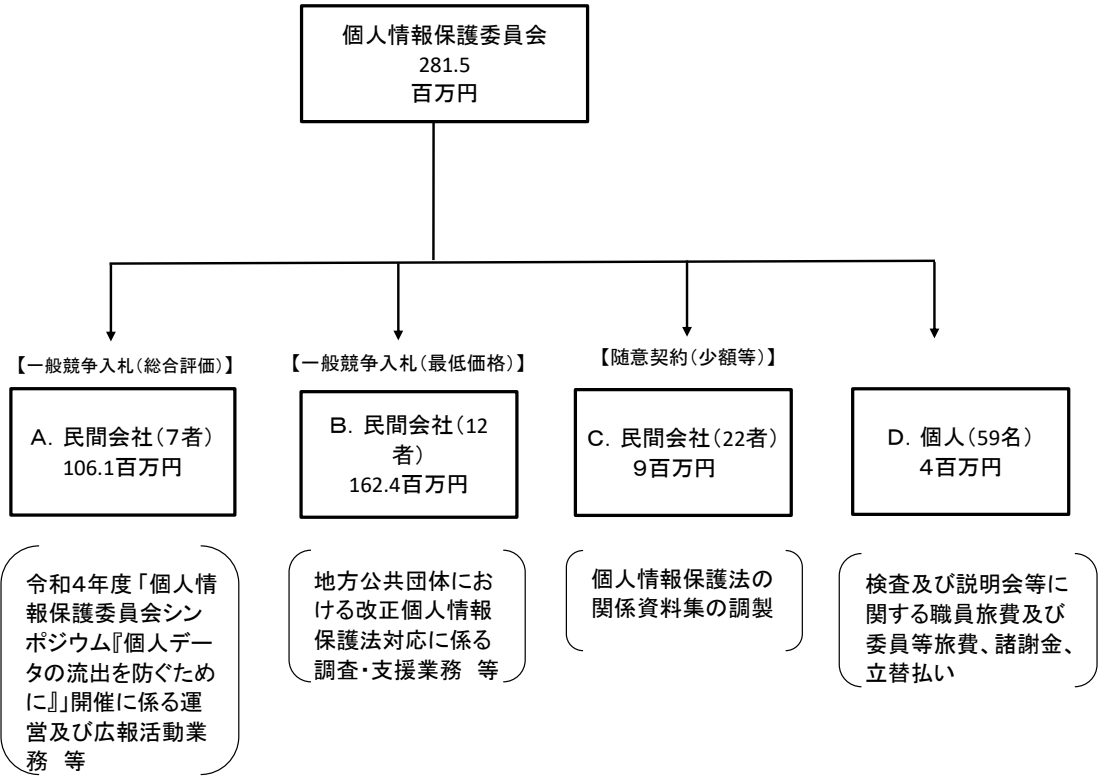 個人情報保護委員会
281.5
百万円
【一般競争入札(総合評価)】
【一般競争入札(最低価格)】
【随意契約(少額等)】
A. 民間会社(7者)
106.1百万円
B. 民間会社(12
者)
162.4百万円
C. 民間会社(22者)
9百万円
D. 個人(59名)
4百万円
令和4年度「個人情
報保護委員会シン
ポジウム『個人デー
タの流出を防ぐため
に』」開催に係る運
営及び広報活動業
務 等
地方公共団体にお
ける改正個人情報
保護法対応に係る
調査・支援業務 等
個人情報保護法の
関係資料集の調製
検査及び説明会等に
関する職員旅費及び
委員等旅費、諸謝金、
立替払い